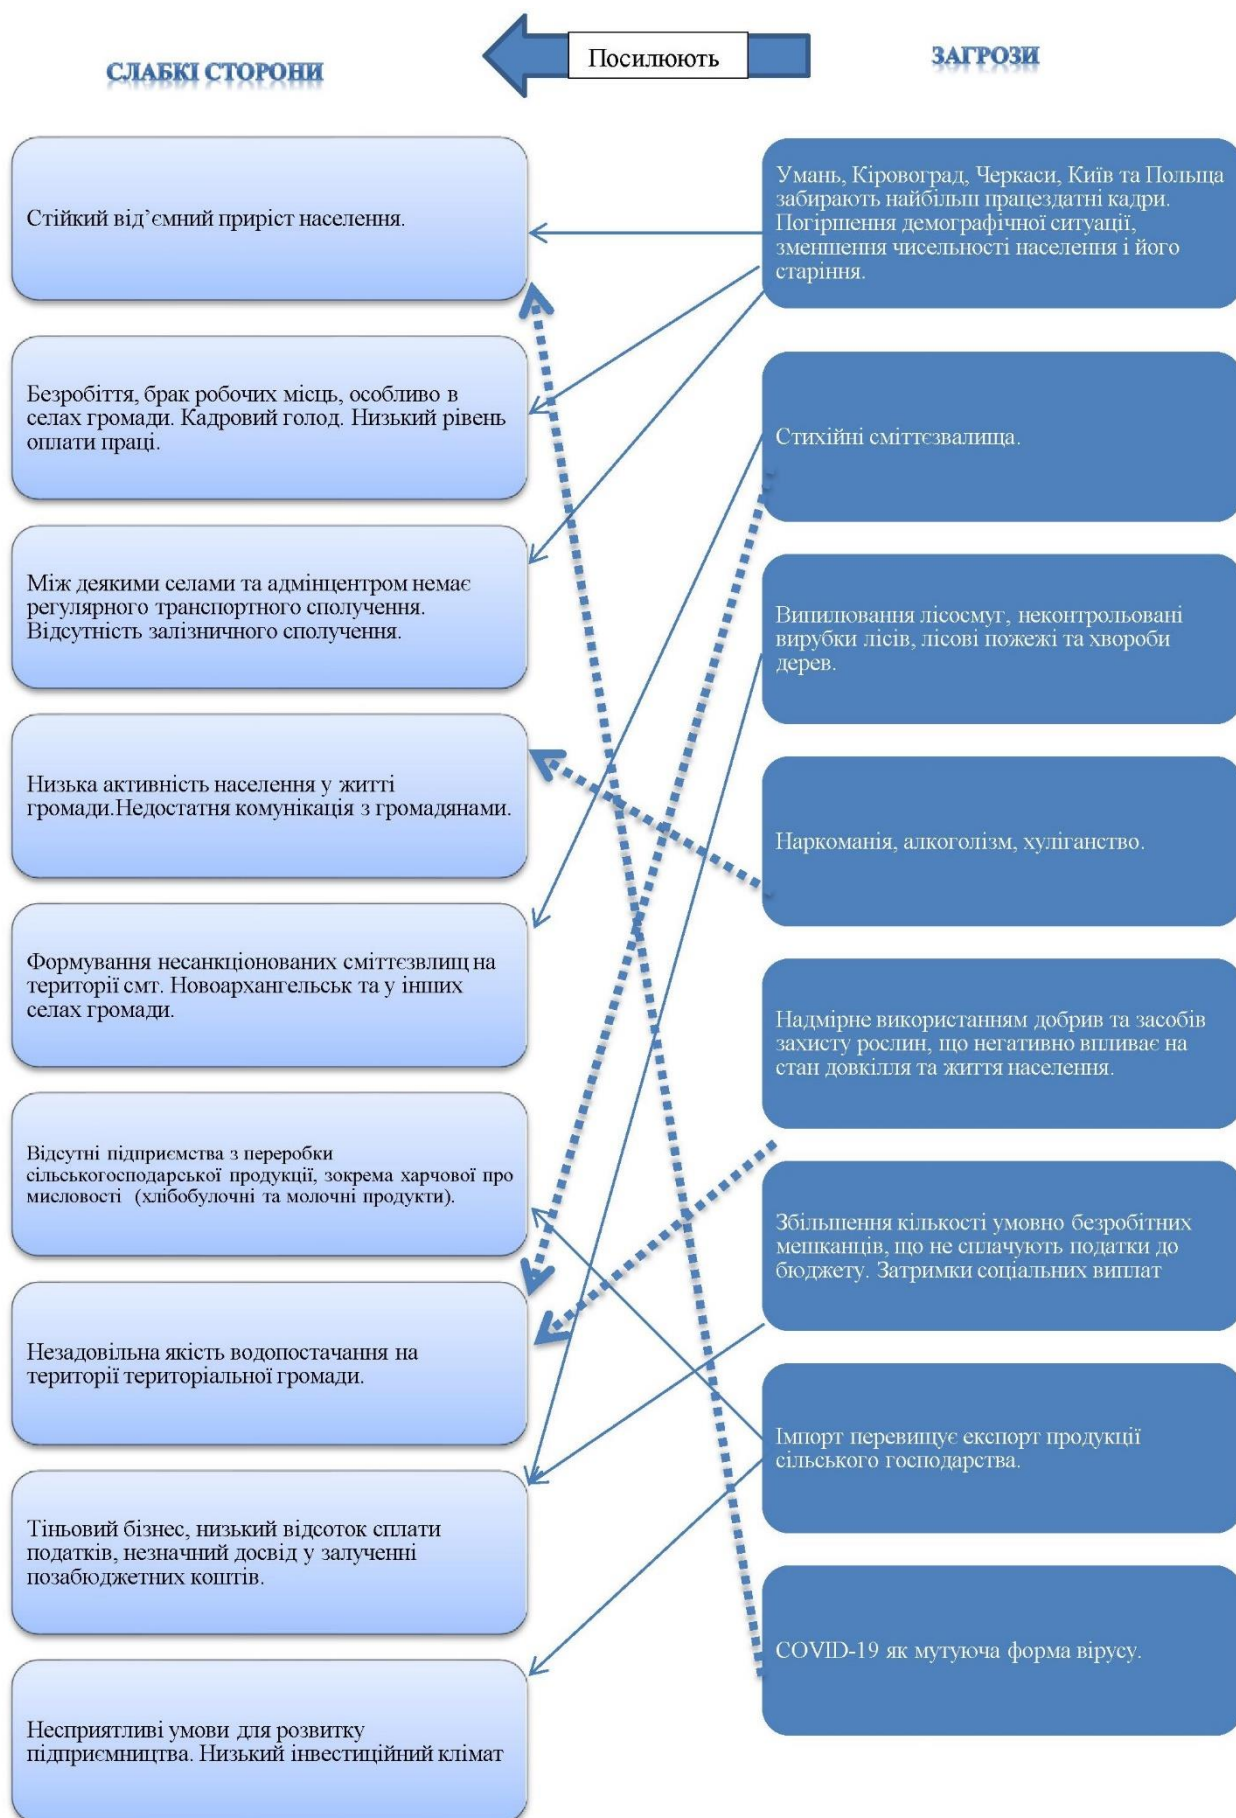 СЛАБКІ СТОРОНИ
Посилюють
ЗАГРОЗИ
Стійкий від’ємний приріст населення.
Безробіття, брак робочих місць, особливо в
селах громади. Кадровий голод. Низький рівень
оплати праці.
Між деякими селами та адмінцентром немає
регулярного транспортного сполучення.
Відсутність залізничного сполучення.
Низька активність населення у житті
громади.Недостатня комунікація з громадянами.
Формування несанкціонованих сміттєзвлищ на
території смт. Новоархангельськ та у інших
селах громади.
Відсутні підприємства з переробки
сільськогосподарської продукції, зокрема харчової про
мисловості (хлібобулочні та молочні продукти).
Незадовільна якість водопостачання на
території територіальної громади.
Тіньовий бізнес, низький відсоток сплати
податків, незначний досвід у залученні
позабюджетних коштів.
Несприятливі умови для розвитку
підприємництва. Низький інвестиційний клімат
Умань, Кіровоград, Черкаси, Київ та Польща
забирають найбільш працездатні кадри.
Погіршення демографічної ситуації,
зменшення чисельності населення і його
старіння.
Стихійні сміттєзвалища.
Випилювання лісосмуг, неконтрольовані
вирубки лісів, лісові пожежі та хвороби
дерев.
Наркоманія, алкоголізм, хуліганство.
Надмірне використанням добрив та засобів
захисту рослин, що негативно впливає на
стан довкілля та життя населення.
Збільшення кількості умовно безробітних
мешканців, що не сплачують податки до
бюджету. Затримки соціальних виплат
Імпорт перевищує експорт продукції
сільського господарства.
COVID-19 як мутуюча форма вірусу.